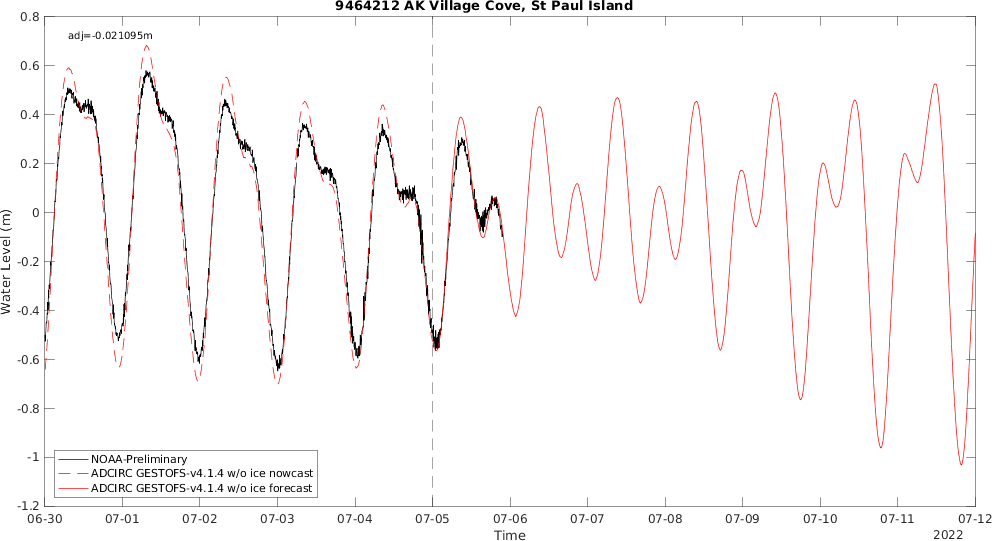 9464212 AK Village Cove, St Paul Island
adj=-0.021095m
0.8
0.6
0.4
0.2
0
-0.2
-0.4
-0.6
-0.8
-1
-1.2
Water Level (m)
NOAA-Preliminary
ADCIRC GESTOFS-v4.1.4 w/o ice nowcast
ADCIRC GESTOFS-v4.1.4 w/o ice forecast
06-30 07-01 07-02 07-03 07-04 07-05 07-06 07-07 07-08 07-09 07-10 07-11 07-12
Time
2022